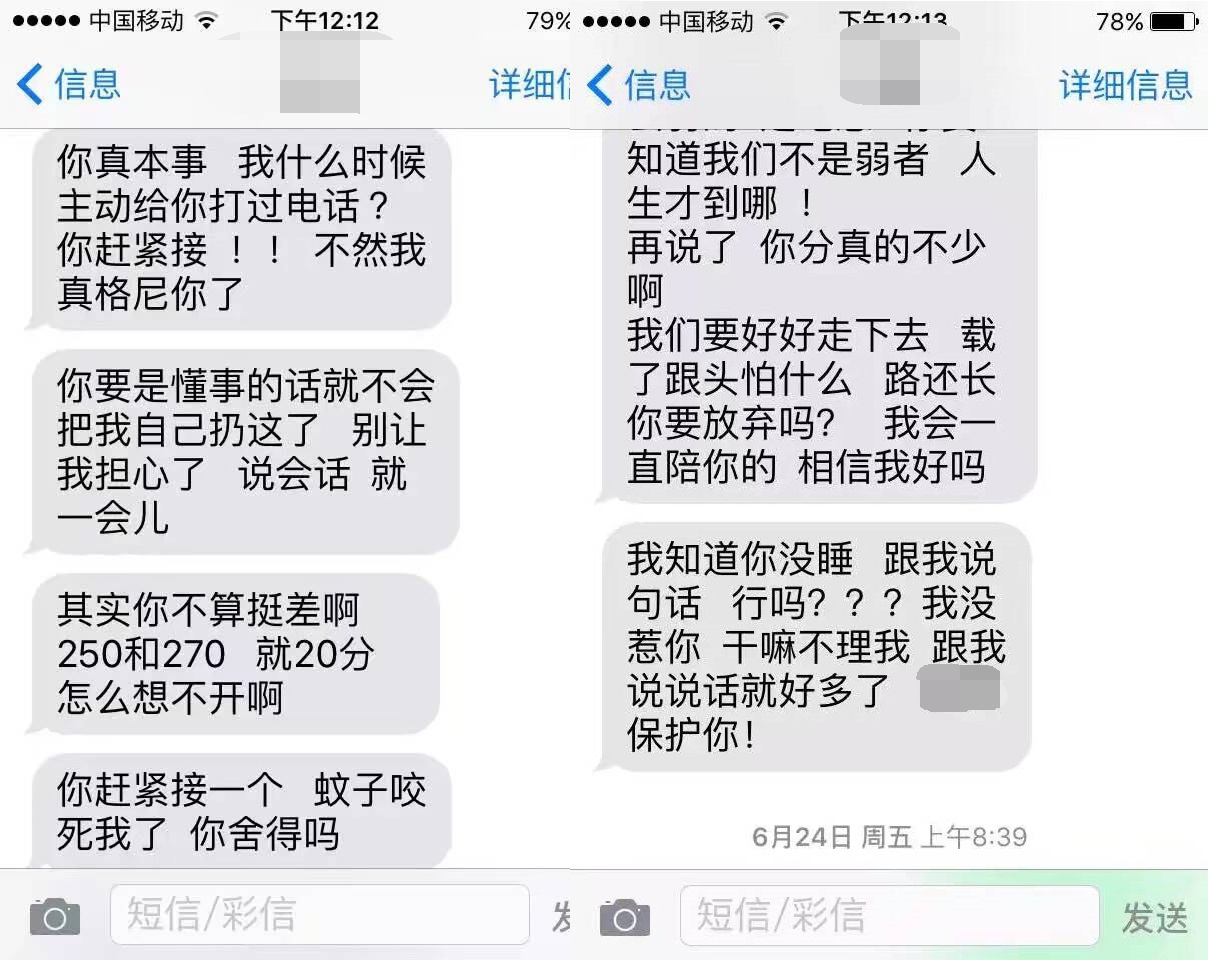 中国移动 下午12:12 79%
信息 详细
你真本事 我什么时候
主动给你打过电话?
你赶紧接 !! 不然我
真格尼你了
你要是懂事的话就不会
把我自己扔这了 别让
我担心了 说会话 就
一会儿
其实你不算挺差啊
250和270 就20分
怎么想不开啊
你赶紧接一个 蚊子咬
死我了 你舍得吗
短信/彩信
中国移动 下午12:13 78%
信息 详细信息
知道我们不是弱者 人
生才到哪 !
再说了 你分真的不少
啊
我们要好好走下去 载
了跟头怕什么 路还长
你要放弃吗? 我会一
直陪你的 相信我好吗
我知道你没睡 跟我说
句话 行吗???我没
惹你 干嘛不理我 跟我
说说话就好多了
保护你!
6月24日 周五 上午8:39
短信/彩信 发送